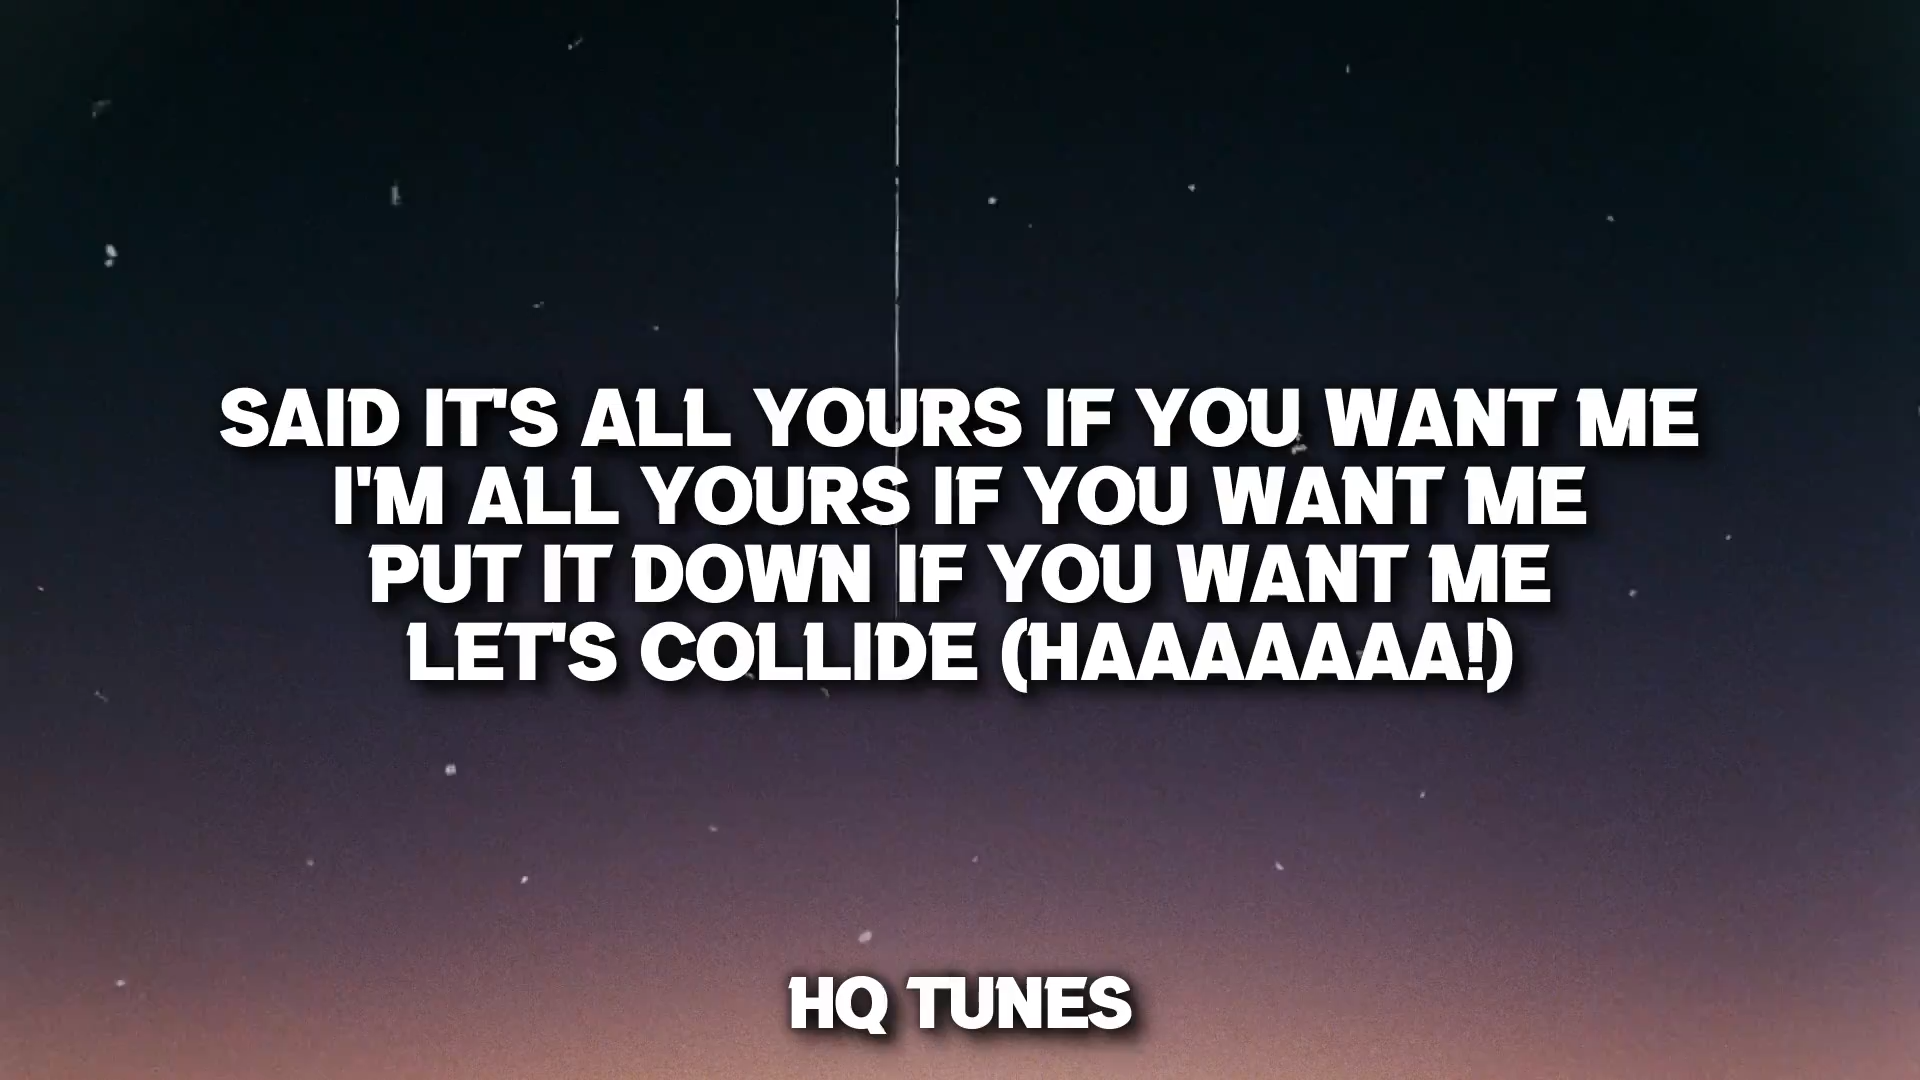 SAID IT'S ALL YOURS IF YOU WANT ME
I'M ALL YOURS IF YOU WANT ME
PUT IT DOWN IF YOU WANT ME
LET'S COLLIDE (HAAAAAAAA!)
HQ TUNES